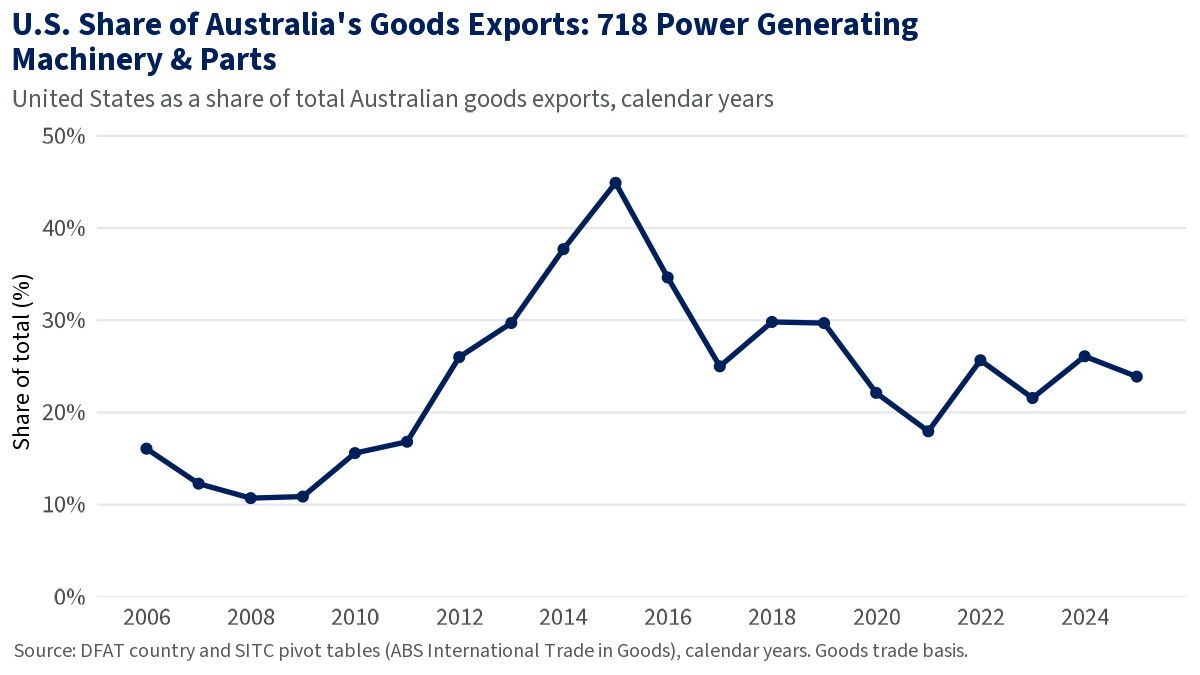 U.S. Share of Australia's Goods Exports: 718 Power Generating
Machinery & Parts
United States as a share of total Australian goods exports, calendar years
Share of total (%)
50%
40%
30%
20%
10%
0%
2006 2008 2010 2012 2014 2016 2018 2020 2022 2024
Source: DFAT country and SITC pivot tables (ABS International Trade in Goods), calendar years. Goods trade basis.